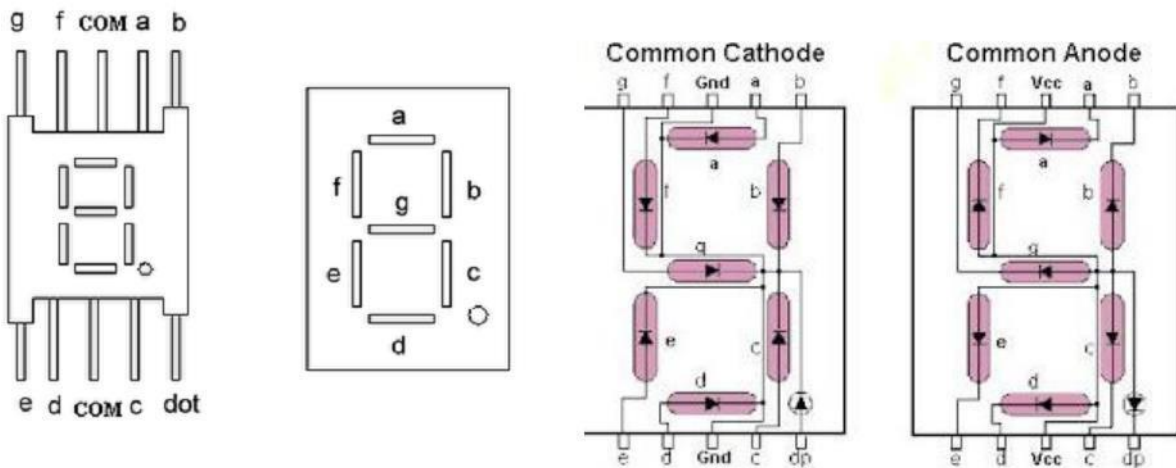 g f COM a b
e d COM c dot
a
f b
g
e c
d
Common Cathode
g f Gnd a b
a
f b
g
e c
d
e d Gnd c dp
Common Anode
g f Vcc a b
a
f b
g
e c
d
e d Vcc c dp